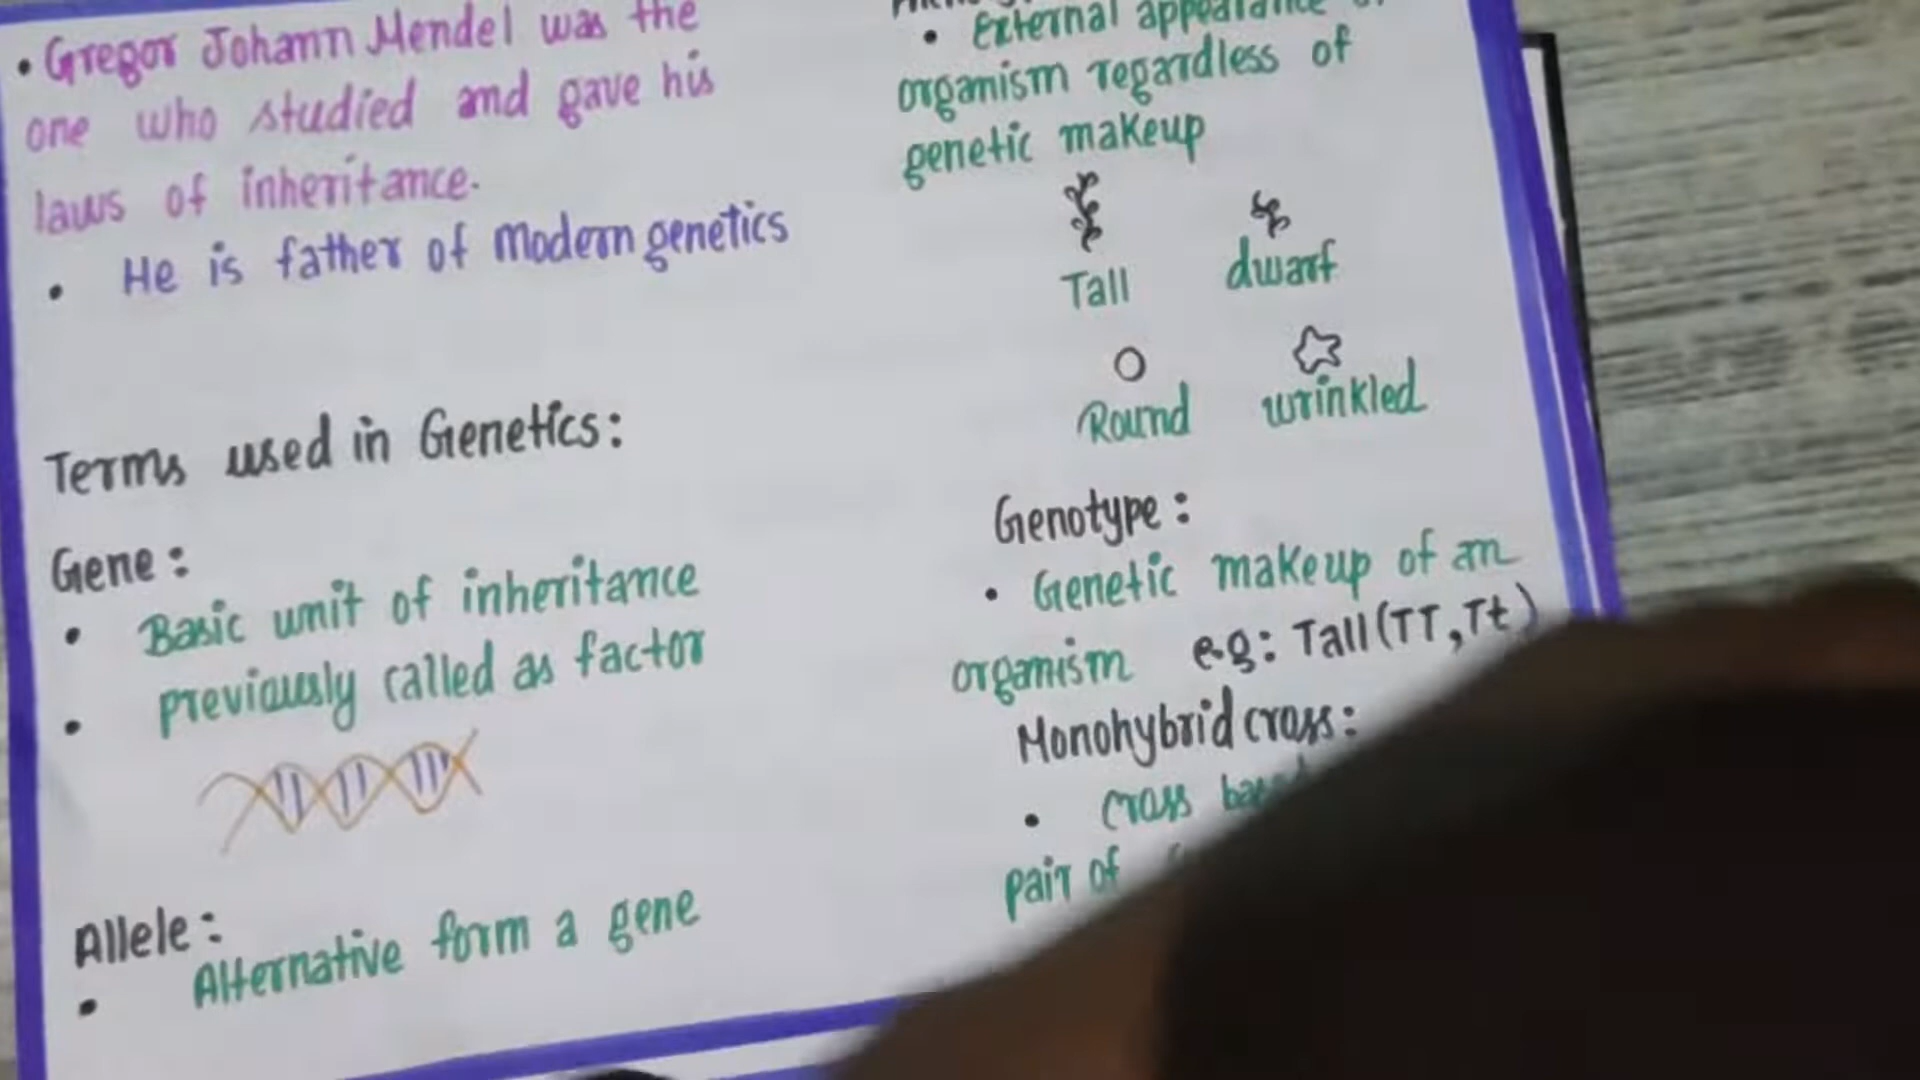 • Gregor Johann Mendel was the
one who studied and gave his
laws of inheritance.
• He is father of Modern genetics
Terms used in Genetics:
Gene:
• Basic unit of inheritance
• previously called as factor
Allele:
• Alternative form a gene
• External appearance
organism regardless of
genetic makeup
Tall dwarf
Round wrinkled
Genotype:
• Genetic makeup of an
organism e.g: Tall (TT, Tt)
Monohybrid cross:
• cross
pair of